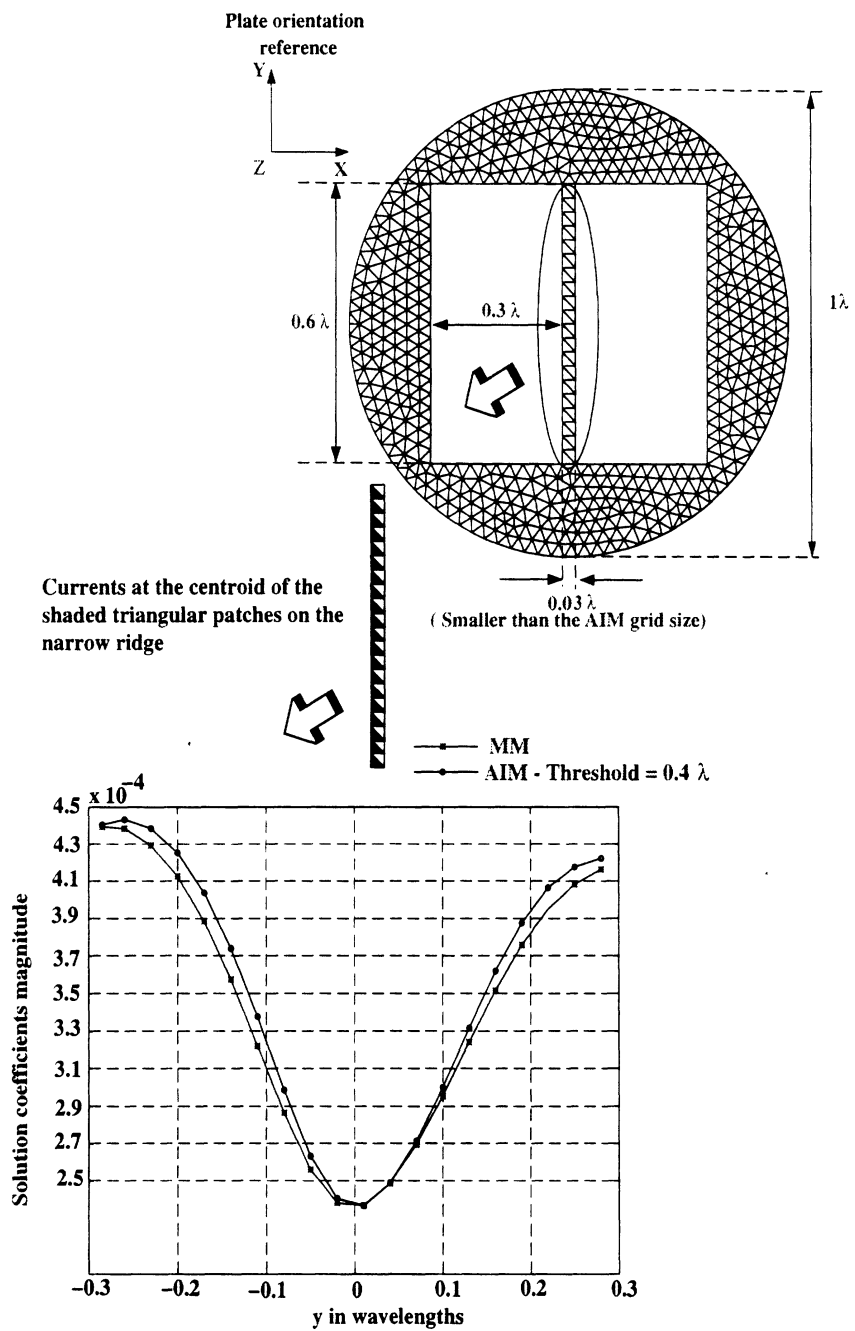 Plate orientation
reference
Y
Z
X
0.6 λ
0.3 λ
1λ
0.03 λ
( Smaller than the AIM grid size)
Currents at the centroid of the
shaded triangular patches on the
narrow ridge
MM
AIM - Threshold = 0.4 λ
x 10-4
4.5
4.3
4.1
3.9
3.7
3.5
3.3
3.1
2.9
2.7
2.5
Solution coefficients magnitude
-0.3
-0.2
-0.1
0
0.1
0.2
0.3
y in wavelengths